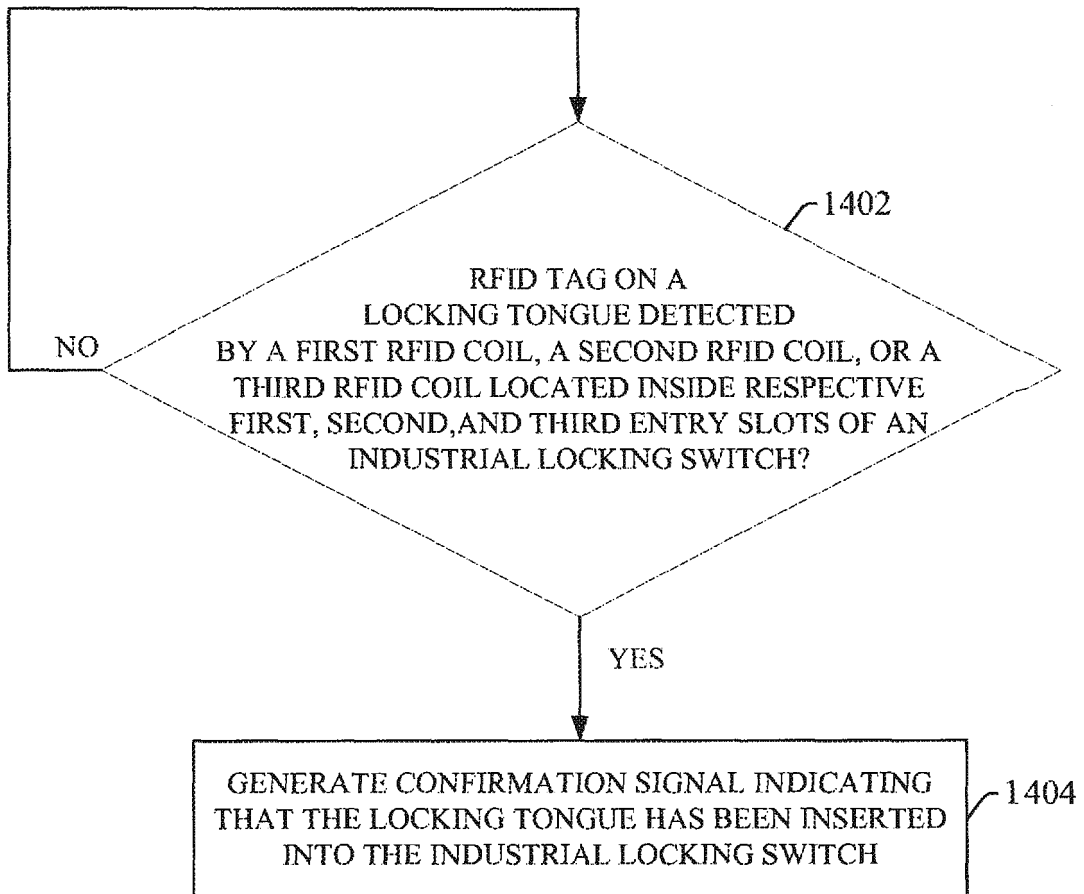 1402
RFID TAG ON A
LOCKING TONGUE DETECTED
BY A FIRST RFID COIL, A SECOND RFID COIL, OR A
THIRD RFID COIL LOCATED INSIDE RESPECTIVE
FIRST, SECOND,AND THIRD ENTRY SLOTS OF AN
INDUSTRIAL LOCKING SWITCH?
NO
YES
GENERATE CONFIRMATION SIGNAL INDICATING
THAT THE LOCKING TONGUE HAS BEEN INSERTED
INTO THE INDUSTRIAL LOCKING SWITCH
1404